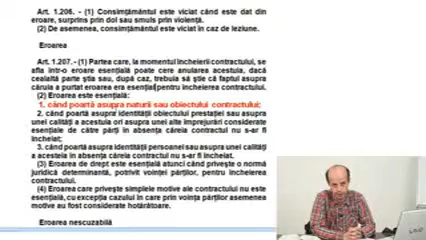 Art. 1.206. - (1) Consimţământul este viciat când este dat din
eroare, surprins prin dol sau smuls prin violenţă.
(2) De asemenea, consimţământul este viciat în caz de leziune.
Eroarea
Art. 1.207. - (1) Partea care, la momentul încheierii contractului, se
afla într-o eroare esenţială poate cere anularea acestuia, dacă
cealaltă parte ştia sau, după caz, trebuia să ştie că faptul asupra
căruia a purtat eroarea era esenţial pentru încheierea contractului.
(2) Eroarea este esenţială:
1. când poartă asupra naturii sau obiectului contractului;
2. când poartă asupra identităţii obiectului prestaţiei sau asupra
unei calităţi a acestuia ori asupra unei alte împrejurări considerate
esenţiale de către părţi în absenţa căreia contractul nu s-ar fi
încheiat;
3. când poartă asupra identităţii persoanei sau asupra unei calităţi
a acesteia în absenţa căreia contractul nu s-ar fi încheiat.
(3) Eroarea de drept este esenţială atunci când priveşte o normă
juridică determinantă, potrivit voinţei părţilor, pentru încheierea
contractului.
(4) Eroarea care priveşte simplele motive ale contractului nu este
esenţială, cu excepţia cazului în care prin voinţa părţilor asemenea
motive au fost considerate hotărâtoare.
Eroarea nescuzabilă